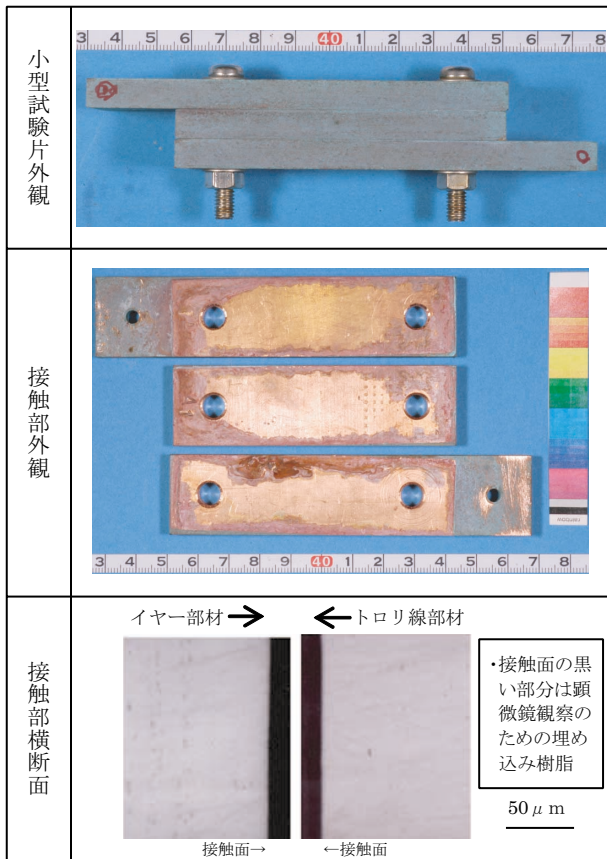 小型試験片外観
3 4 5 6 7 8 9 40 1 2 3 4 5 6 7 8
接触部外観
3 4 5 6 7 8 9 40 1 2 3 4 5 6 7 8
接触部横断面
イヤー部材 → ←トロリ線部材
接触面→ ←接触面
・接触面の黒
い部分は顕
微鏡観察の
ための埋め
込み樹脂
50μm